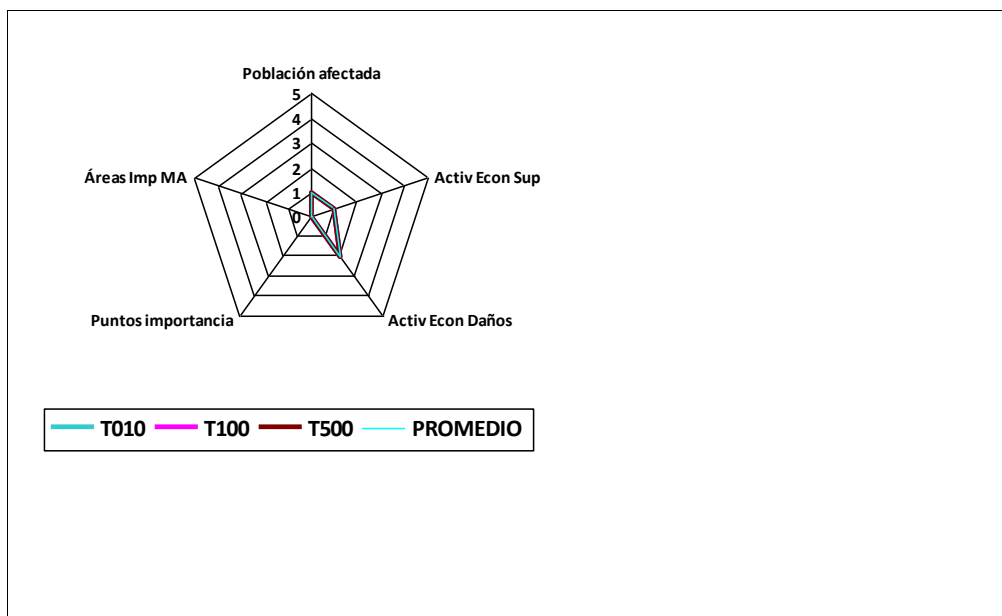 Población afectada
5
4
3
2
1
0
Áreas Imp MA
Activ Econ Sup
Puntos importancia
Activ Econ Daños
T010 T100 T500 PROMEDIO